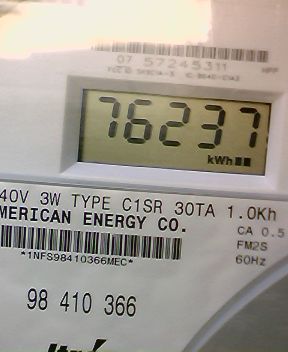 07 57245311
76237
kWh
40V 3W TYPE C1SR 30TA 1.0Kh
MERICAN ENERGY CO.
CA 0.5
FM2S
*1NFS98410366MEC*
60Hz
98 410 366